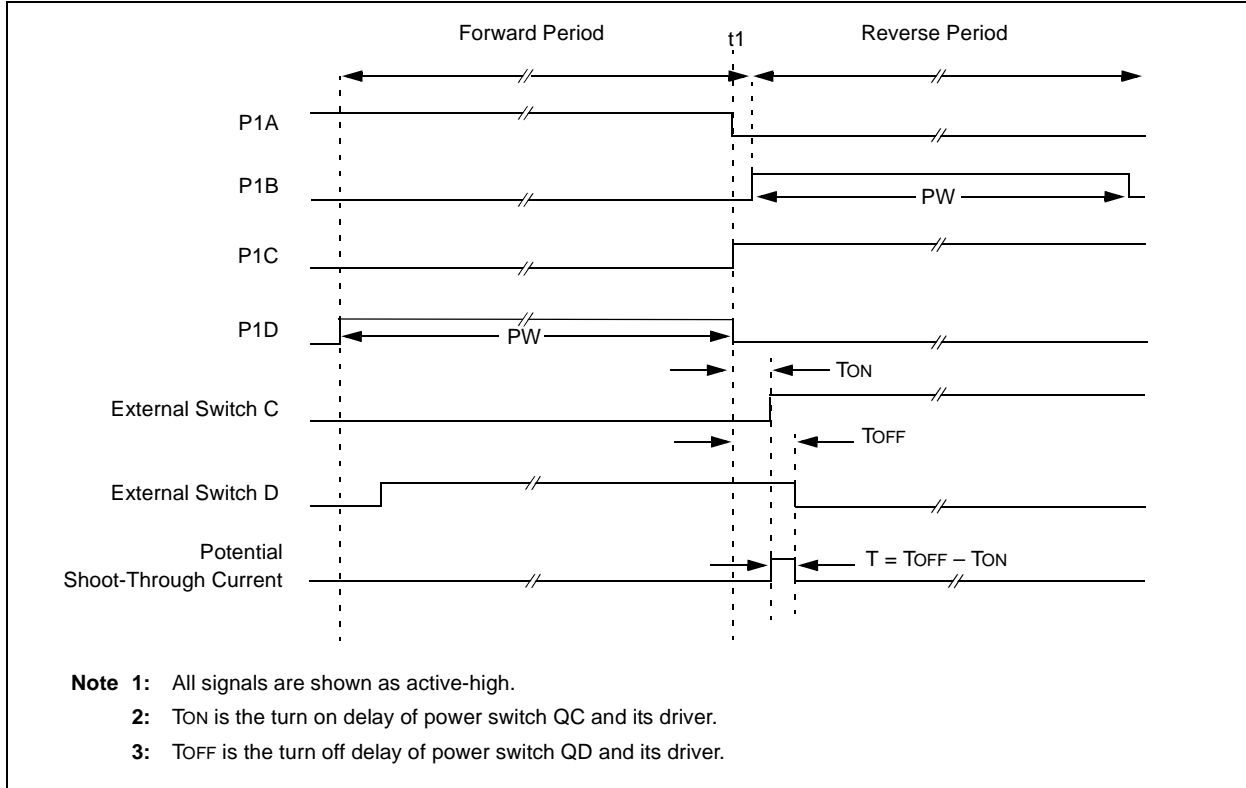 Forward Period
t1
Reverse Period
P1A
P1B
PW
P1C
P1D
PW
TON
External Switch C
TOFF
External Switch D
Potential
Shoot-Through Current
T = TOFF – TON
Note 1: All signals are shown as active-high.
2: TON is the turn on delay of power switch QC and its driver.
3: TOFF is the turn off delay of power switch QD and its driver.